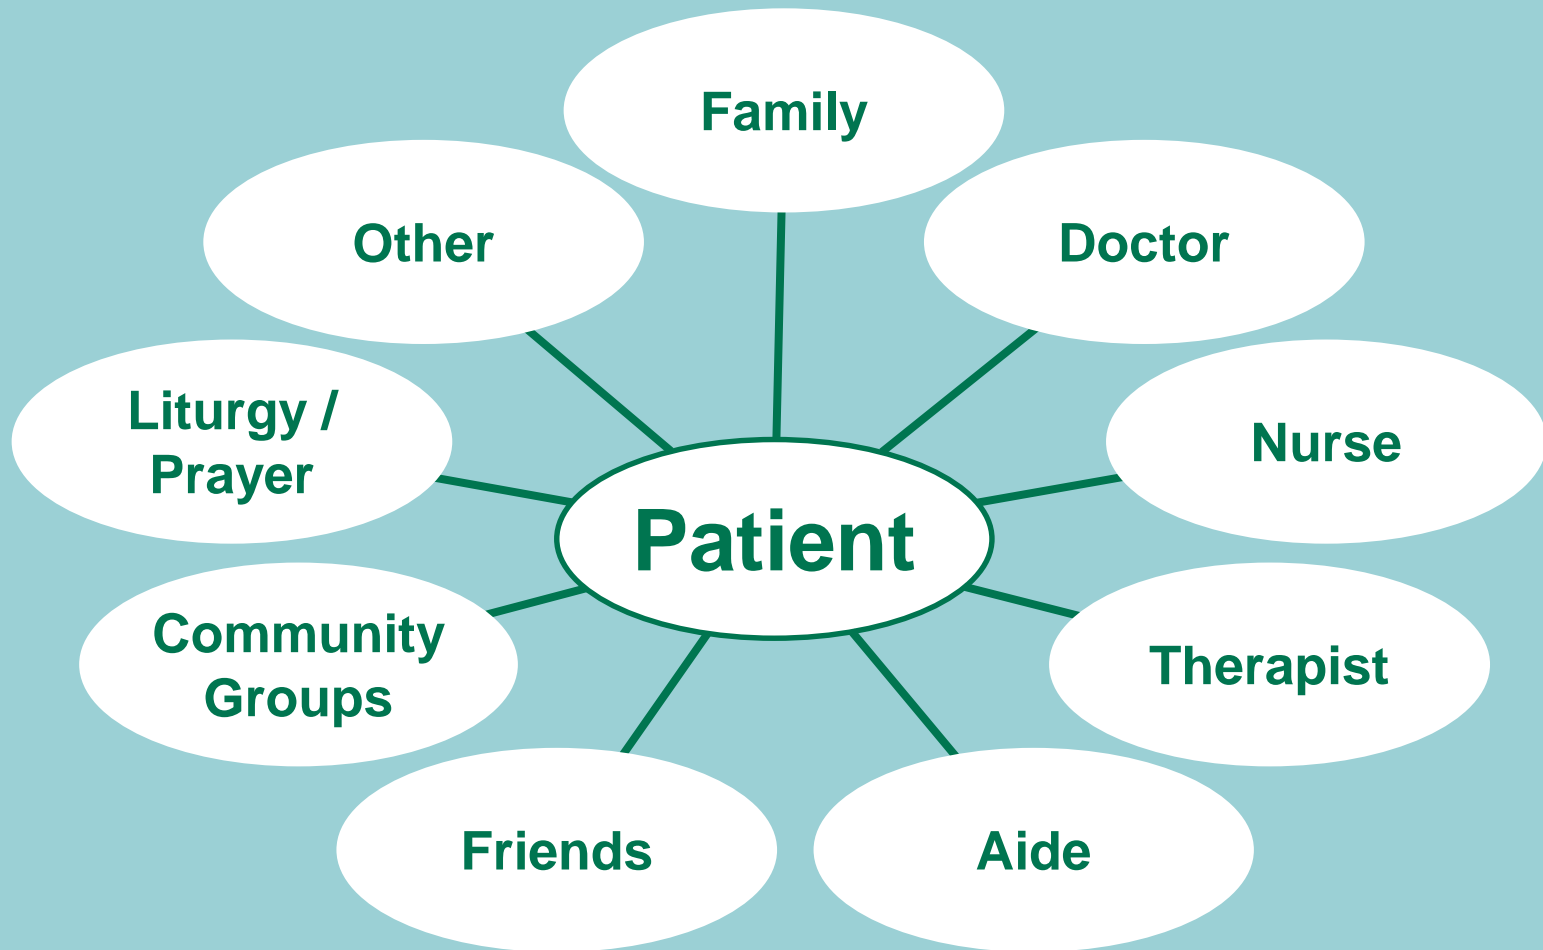 Family
Other
Doctor
Liturgy /
Prayer
Nurse
Patient
Community
Groups
Therapist
Friends
Aide